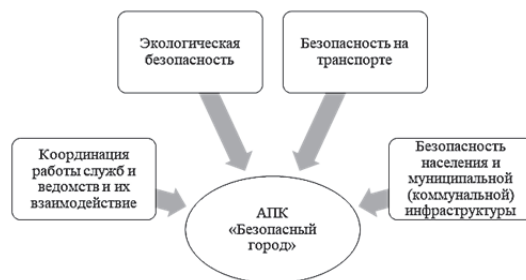 Экологическая
безопасность
Безопасность на
транспорте
Координация
работы служб и
ведомств и их
взаимодействие
Безопасность
населения и
муниципальной
(коммунальной)
инфраструктуры
АПК
«Безопасный
город»